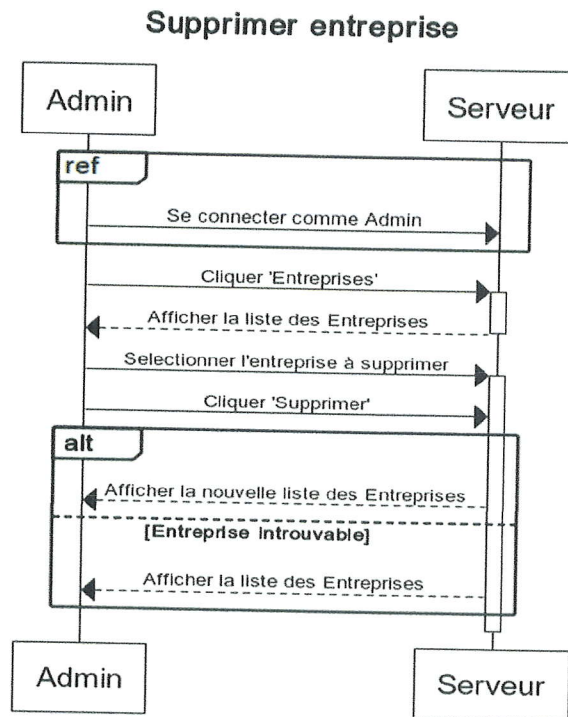 Supprimer entreprise
Admin
Serveur
ref
Se connecter comme Admin
Cliquer 'Entreprises'
Afficher la liste des Entreprises
Selectionner l'entreprise à supprimer
Cliquer 'Supprimer'
alt
Afficher la nouvelle liste des Entreprises
[Entreprise Introuvable]
Afficher la liste des Entreprises
Admin
Serveur